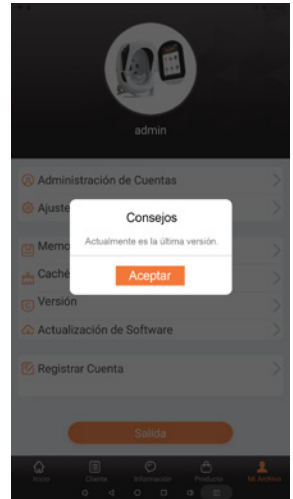 admin
Administración de Cuentas
Ajuste
Consejos
Actualmente es la última versión.
Aceptar
Memo
Caché
Versión
Actualización de Software
Registrar Cuenta
Salida
Inicio
Cliente
Información
Producto
Mi Archivo